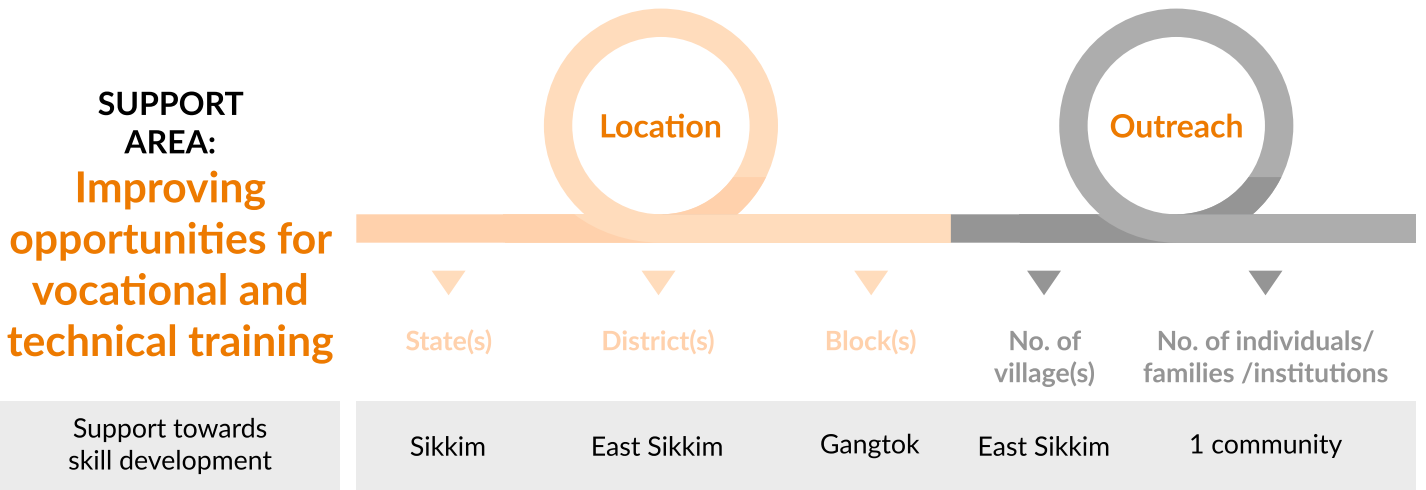 SUPPORT
AREA:
Improving
opportunities for
vocational and
technical training
Location
Outreach
State(s)
District(s)
Block(s)
No. of
village(s)
No. of individuals/
families /institutions
Support towards
skill development
Sikkim
East Sikkim
Gangtok
East Sikkim
1 community